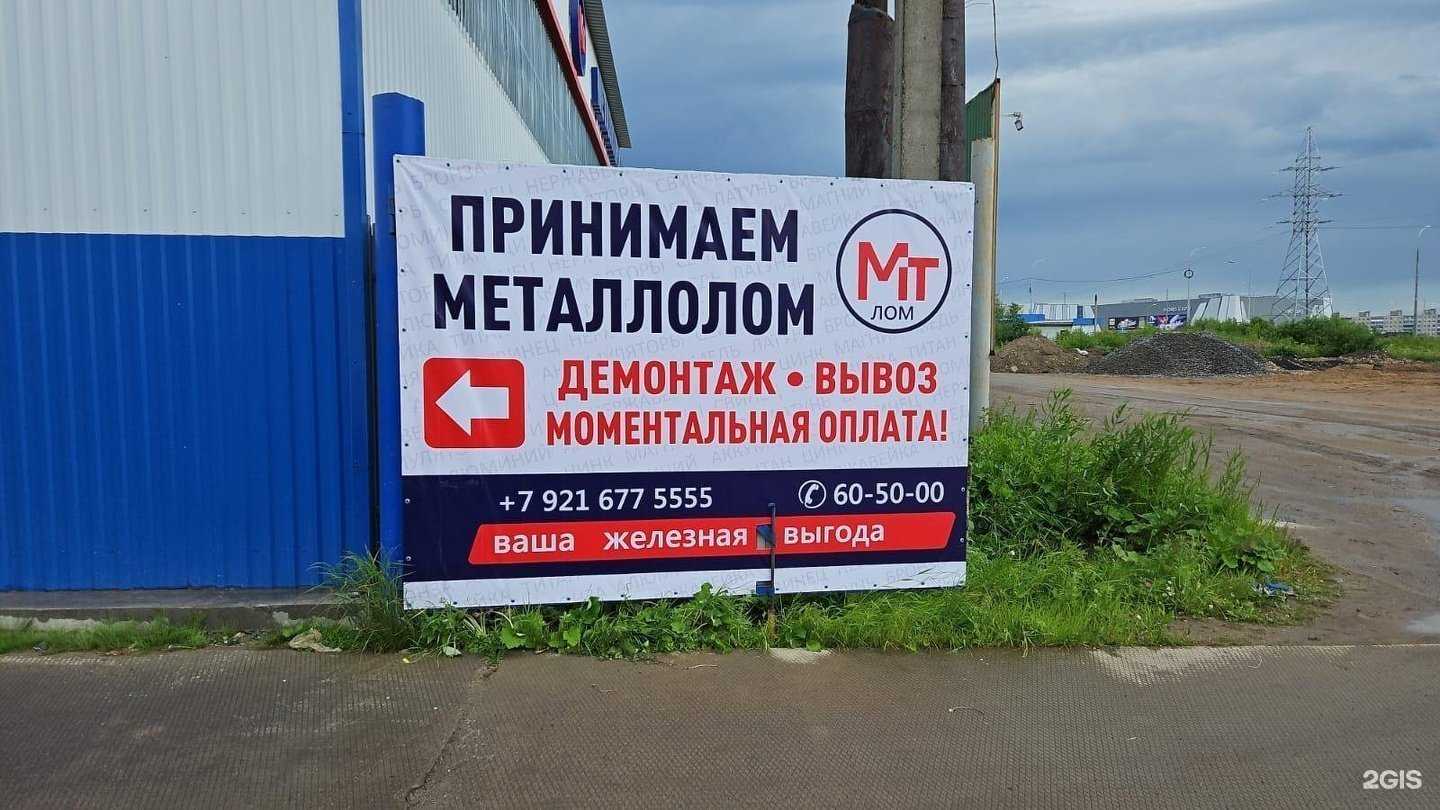 ПРИНИМАЕМ
МЕТАЛЛОЛОМ
МТ
ЛОМ
ДЕМОНТАЖ • ВЫВОЗ
МОМЕНТАЛЬНАЯ ОПЛАТА!
+7 921 677 5555
60-50-00
ваша железная выгода
2GIS